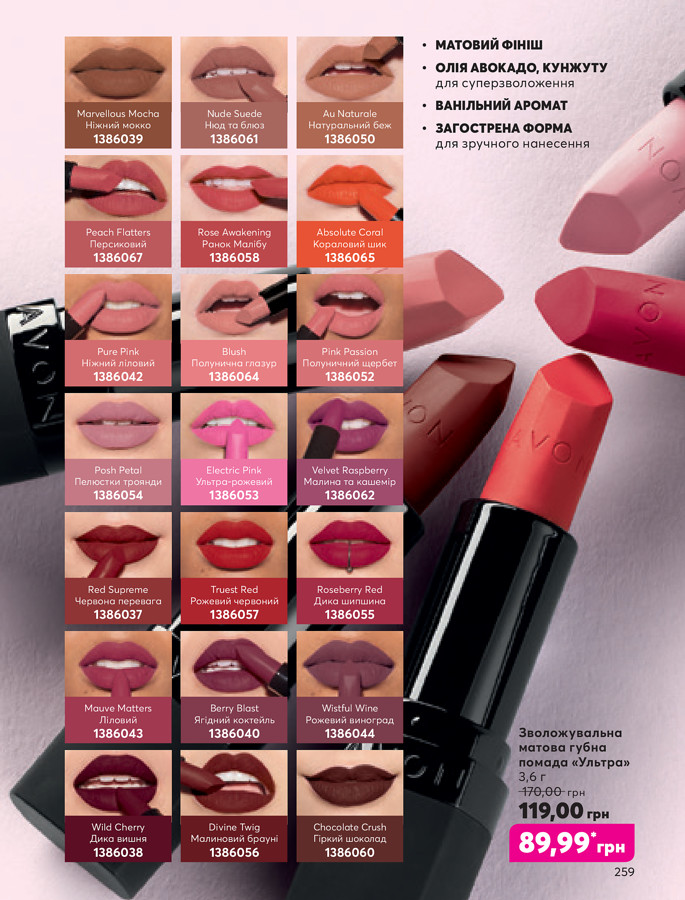 Marvellous Mocha
Ніжний мокко
1386039
Nude Suede
Нюд та блюз
1386061
Au Naturale
Натуральний беж
1386050
Peach Flatters
Персиковий
1386067
Rose Awakening
Ранок Малібу
1386058
Absolute Coral
Кораловий шик
1386065
Pure Pink
Ніжний ліловий
1386042
Blush
Полунична глазур
1386064
Pink Passion
Полуничний щербет
1386052
Posh Petal
Пелюстки троянди
1386054
Electric Pink
Ультра-рожевий
1386053
Velvet Raspberry
Малина та кашемір
1386062
Red Supreme
Червона перевага
1386037
Truest Red
Рожевий червоний
1386057
Roseberry Red
Дика шипшина
1386055
Mauve Matters
Ліловий
1386043
Berry Blast
Ягідний коктейль
1386040
Wistful Wine
Рожевий виноград
1386044
Wild Cherry
Дика вишня
1386038
Divine Twig
Малиновий брауні
1386056
Chocolate Crush
Гіркий шоколад
1386060
• МАТОВИЙ ФІНІШ
• ОЛІЯ АВОКАДО, КУНЖУТУ
для суперзволоження
• ВАНІЛЬНИЙ АРОМАТ
• ЗАГОСТРЕНА ФОРМА
для зручного нанесення
AVON
AVON
AVON
AVON
Зволожувальна
матова губна
помада «Ультра»
3,6 г
170,00 грн
119,00 грн
89,99* грн
259